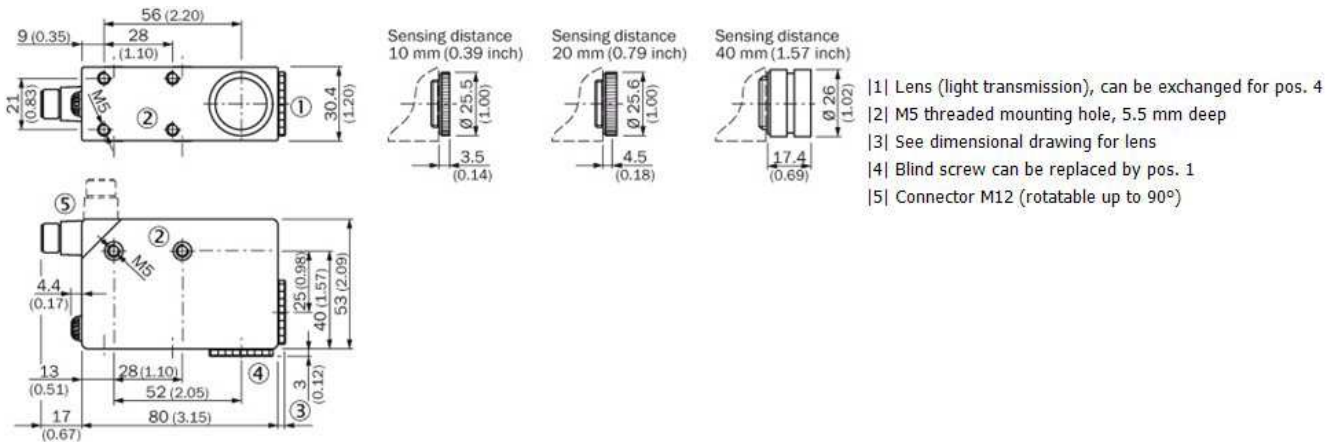 56 (2.20)
9 (0.35)
28
(1.10)
21
(0.83)
M5
②
①
30.4
(1.20)
Sensing distance
10 mm (0.39 inch)
Ø 25.5
(1.00)
3.5
(0.14)
Sensing distance
20 mm (0.79 inch)
Ø 25.6
(1.00)
4.5
(0.18)
Sensing distance
40 mm (1.57 inch)
Ø 26
(1.02)
17.4
(0.69)
|1| Lens (light transmission), can be exchanged for pos. 4
|2| M5 threaded mounting hole, 5.5 mm deep
|3| See dimensional drawing for lens
|4| Blind screw can be replaced by pos. 1
|5| Connector M12 (rotatable up to 90°)
⑤
②
M5
4.4
(0.17)
25 (0.98)
40 (1.57)
53 (2.09)
13
(0.51)
28 (1.10)
④
3
(0.12)
52 (2.05)
③
17
(0.67)
80 (3.15)